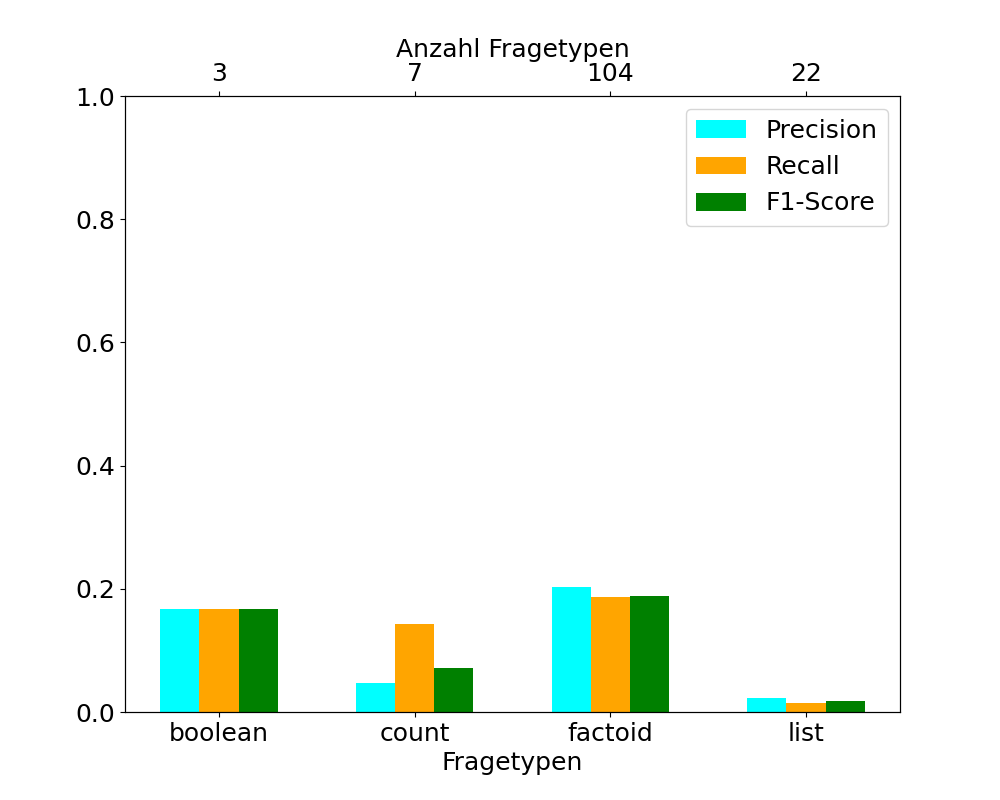 Anzahl Fragetypen
3 7 104 22
1.0
0.8
0.6
0.4
0.2
0.0
Precision
Recall
F1-Score
boolean count factoid list
Fragetypen